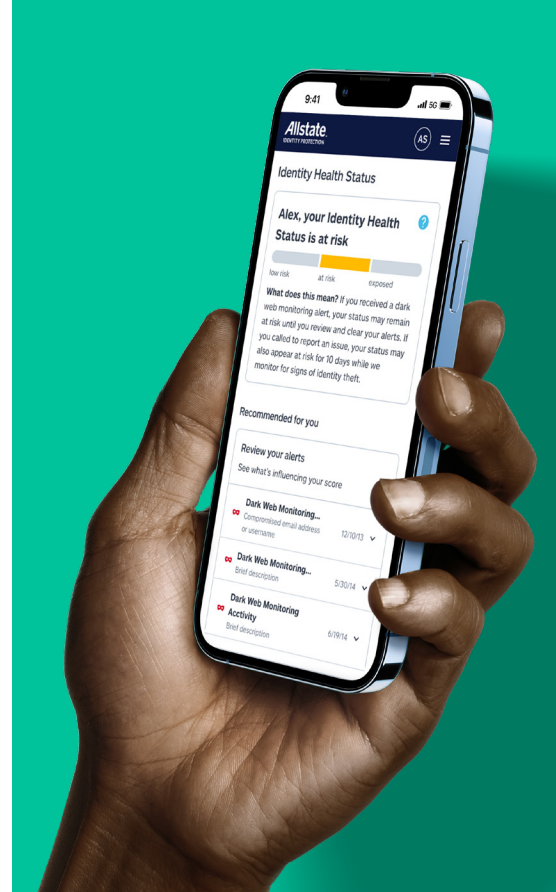 9:41
5G
Allstate.
IDENTITY PROTECTION
AS
Identity Health Status
Alex, your Identity Health
Status is at risk
?
low risk
at risk
exposed
What does this mean? If you received a dark
web monitoring alert, your status may remain
at risk until you review and clear your alerts. If
you called to report an issue, your status may
also appear at risk for 10 days while we
monitor for signs of identity theft.
Recommended for you
Review your alerts
See what's influencing your score
Dark Web Monitoring...
Compromised email address
or username
12/10/13
Dark Web Monitoring...
Brief description
5/30/14
Dark Web Monitoring
Acctivity
Brief description
6/19/14